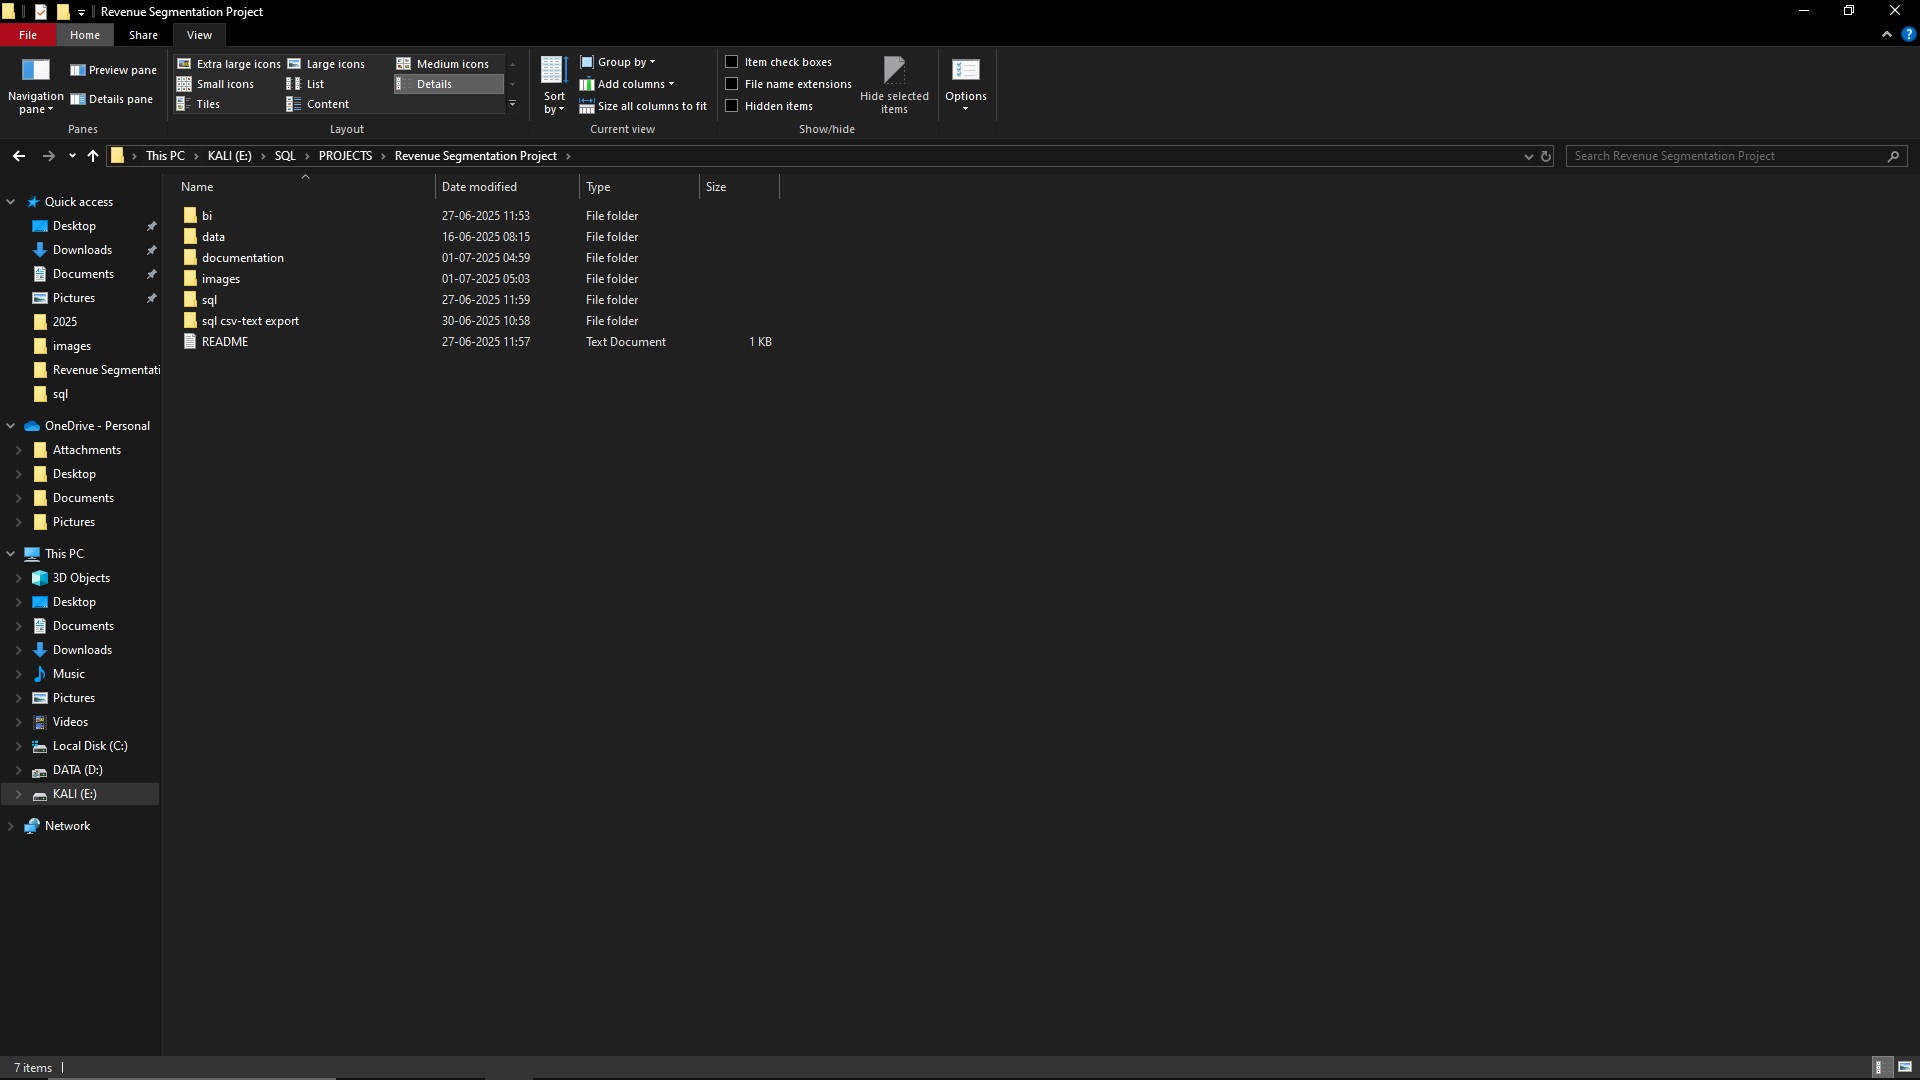 Revenue Segmentation Project
File Home Share View
Navigation pane
Preview pane
Details pane
Panes
Extra large icons Large icons Medium icons
Small icons List Details
Tiles Content
Layout
Sort by
Group by
Add columns
Size all columns to fit
Current view
Item check boxes
File name extensions
Hidden items
Hide selected items
Show/hide
Options
This PC KALI (E:) SQL PROJECTS Revenue Segmentation Project
Search Revenue Segmentation Project
Quick access
Desktop
Downloads
Documents
Pictures
2025
images
Revenue Segmentati
sql
OneDrive - Personal
Attachments
Desktop
Documents
Pictures
This PC
3D Objects
Desktop
Documents
Downloads
Music
Pictures
Videos
Local Disk (C:)
DATA (D:)
KALI (E:)
Network
Name Date modified Type Size
bi 27-06-2025 11:53 File folder
data 16-06-2025 08:15 File folder
documentation 01-07-2025 04:59 File folder
images 01-07-2025 05:03 File folder
sql 27-06-2025 11:59 File folder
sql csv-text export 30-06-2025 10:58 File folder
README 27-06-2025 11:57 Text Document 1 KB
7 items